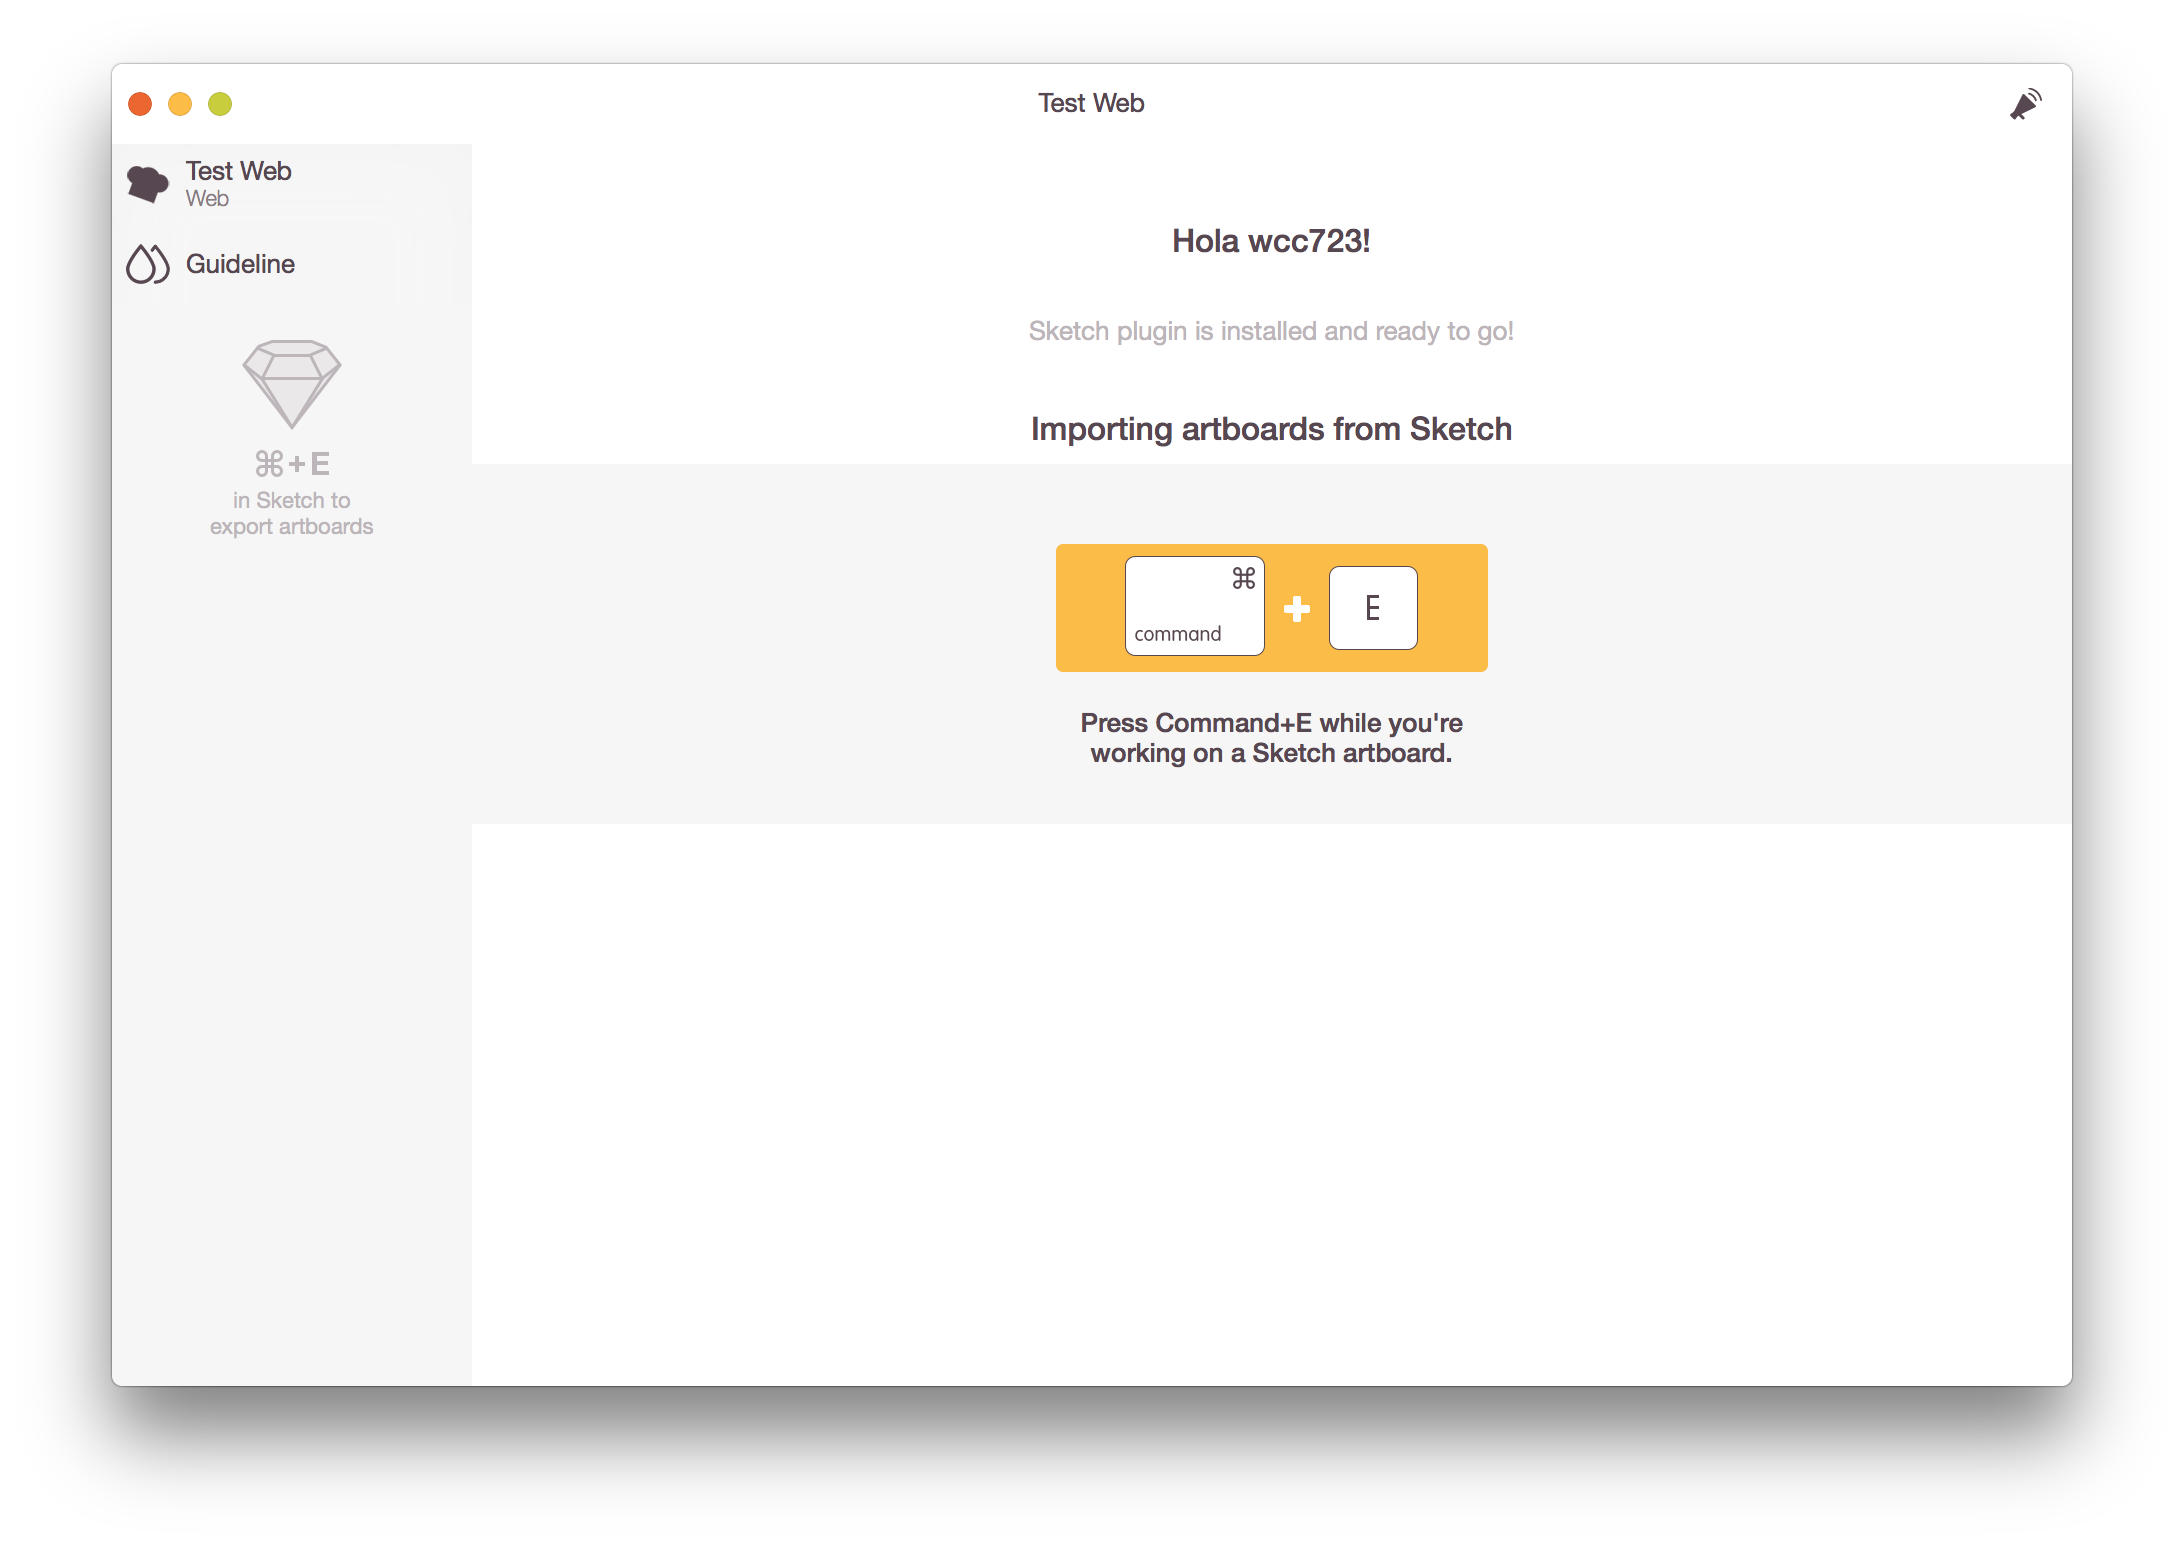 Test Web
Test Web
Web
Guideline
⌘+E
in Sketch to
export artboards
Hola wcc723!
Sketch plugin is installed and ready to go!
Importing artboards from Sketch
⌘
command
+
E
Press Command+E while you're
working on a Sketch artboard.